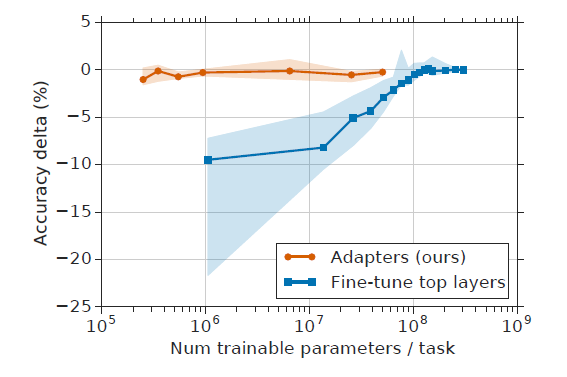 5
0
−5
−10
−15
−20
−25
Accuracy delta (%)
Adapters (ours)
Fine-tune top layers
10⁵ 10⁶ 10⁷ 10⁸ 10⁹
Num trainable parameters / task